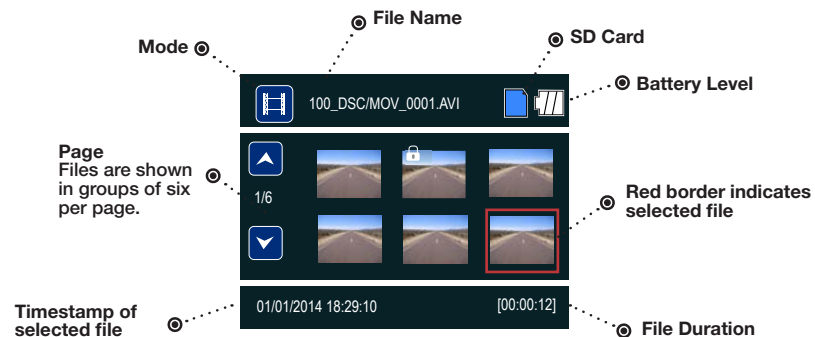 File Name
Mode
SD Card
Battery Level
100_DSC/MOV_0001.AVI
Page
Files are shown
in groups of six
per page.
1/6
Red border indicates
selected file
Timestamp of
selected file
01/01/2014 18:29:10
[00:00:12]
File Duration